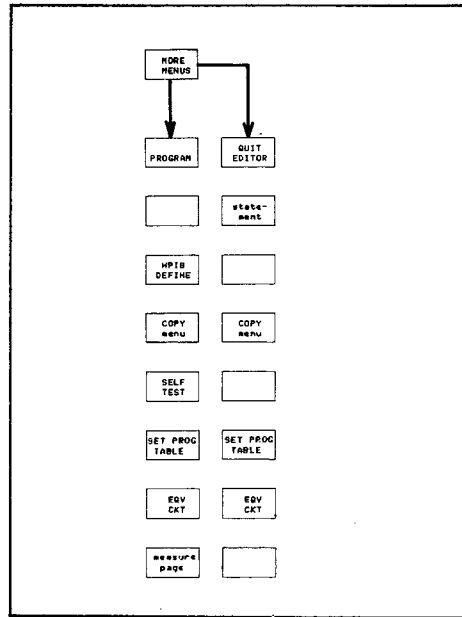 MORE
MENUS
PROGRAM
QUIT
EDITOR
state-
ment
HPIB
DEFINE
COPY
menu
COPY
menu
SELF
TEST
SET PROG
TABLE
SET PROG
TABLE
EQV
CKT
EQV
CKT
measure
page